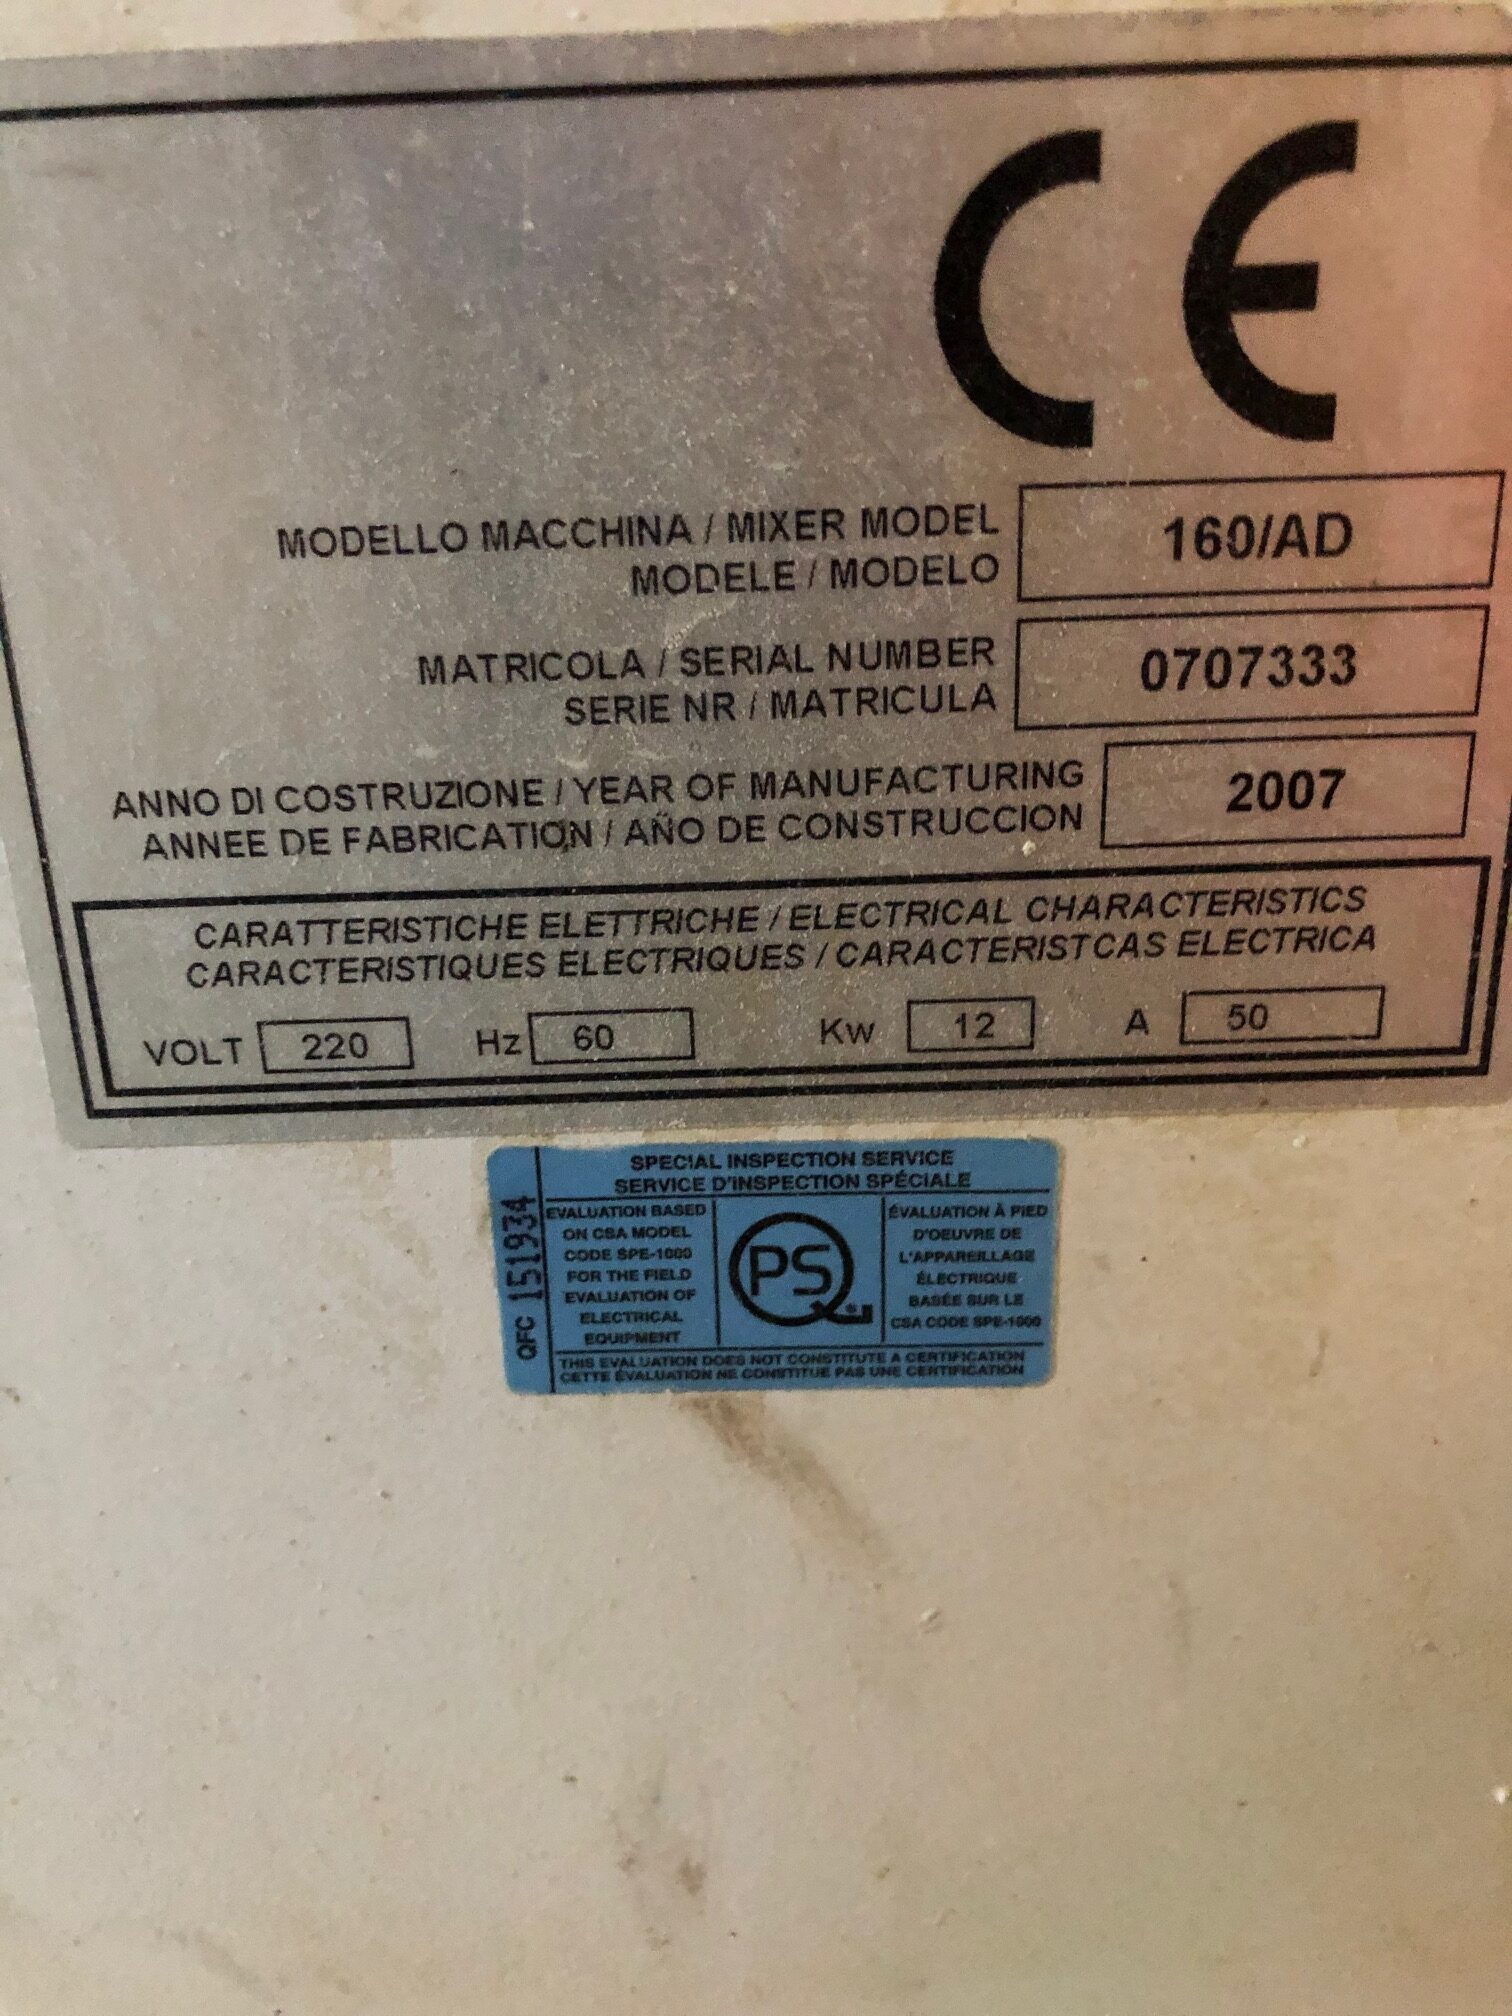 CE
MODELLO MACCHINA / MIXER MODEL
MODELE / MODELO
160/AD
MATRICOLA / SERIAL NUMBER
SERIE NR / MATRICULA
0707333
ANNO DI COSTRUZIONE / YEAR OF MANUFACTURING
ANNEE DE FABRICATION / AÑO DE CONSTRUCCION
2007
CARATTERISTICHE ELETTRICHE / ELECTRICAL CHARACTERISTICS
CARACTERISTIQUES ELECTRIQUES / CARACTERISTCAS ELECTRICA
VOLT 220 Hz 60 Kw 12 A 50
SPECIAL INSPECTION SERVICE
SERVICE D'INSPECTION SPÉCIALE
QFC 151934
EVALUATION BASED
ON CSA MODEL
CODE SPE-1000
FOR THE FIELD
EVALUATION OF
ELECTRICAL
EQUIPMENT
QPS
ÉVALUATION À PIED
D'OEUVRE DE
L'APPAREILLAGE
ÉLECTRIQUE
BASÉE SUR LE
CSA CODE SPE-1000
THIS EVALUATION DOES NOT CONSTITUTE A CERTIFICATION
CETTE ÉVALUATION NE CONSTITUE PAS UNE CERTIFICATION